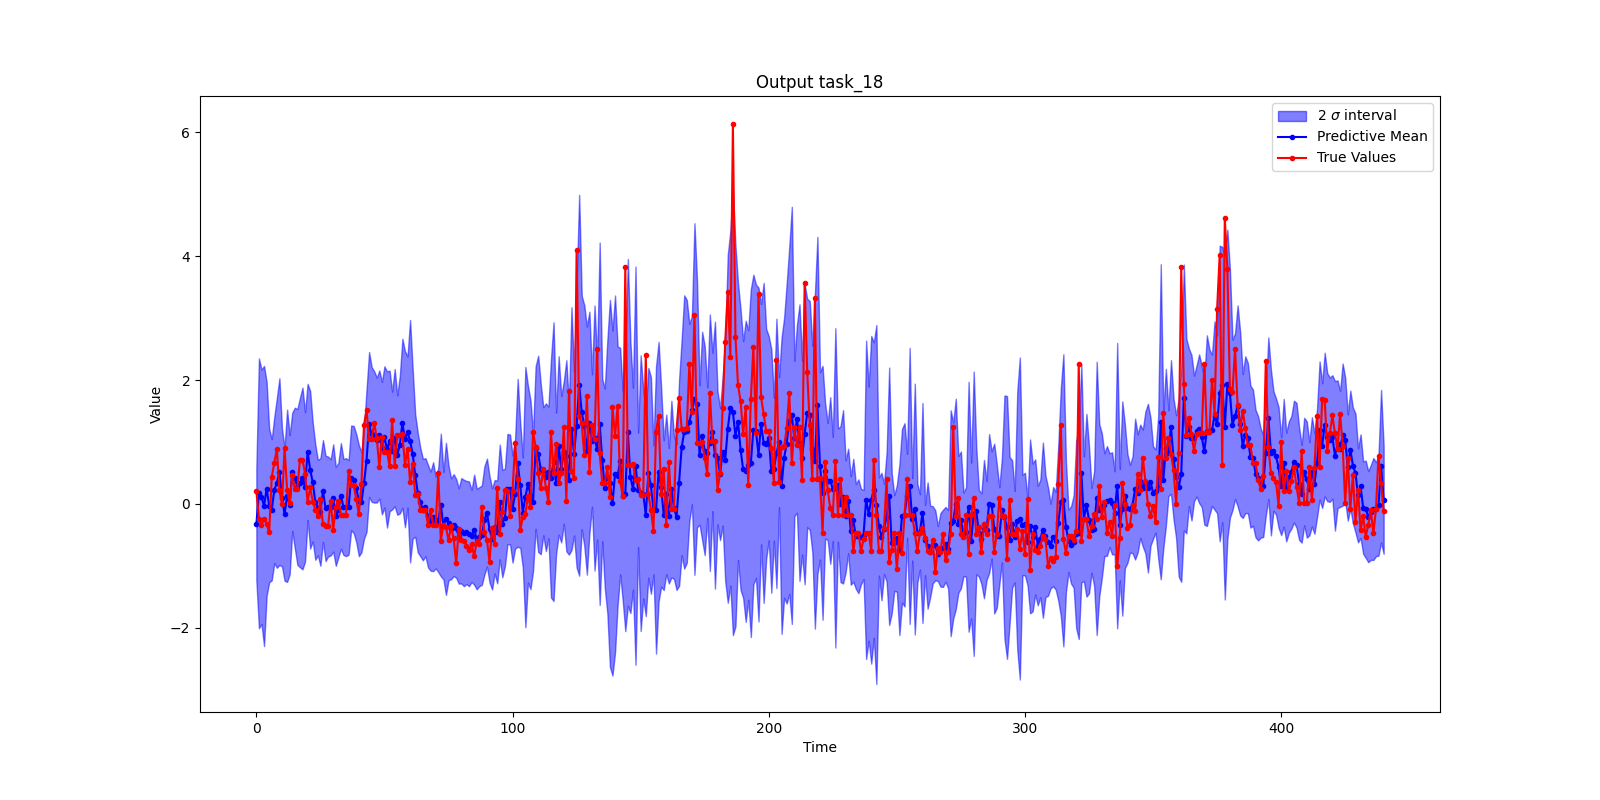 Output task_18
2 σ interval
Predictive Mean
True Values
Value
6
4
2
0
−2
0 100 200 300 400
Time